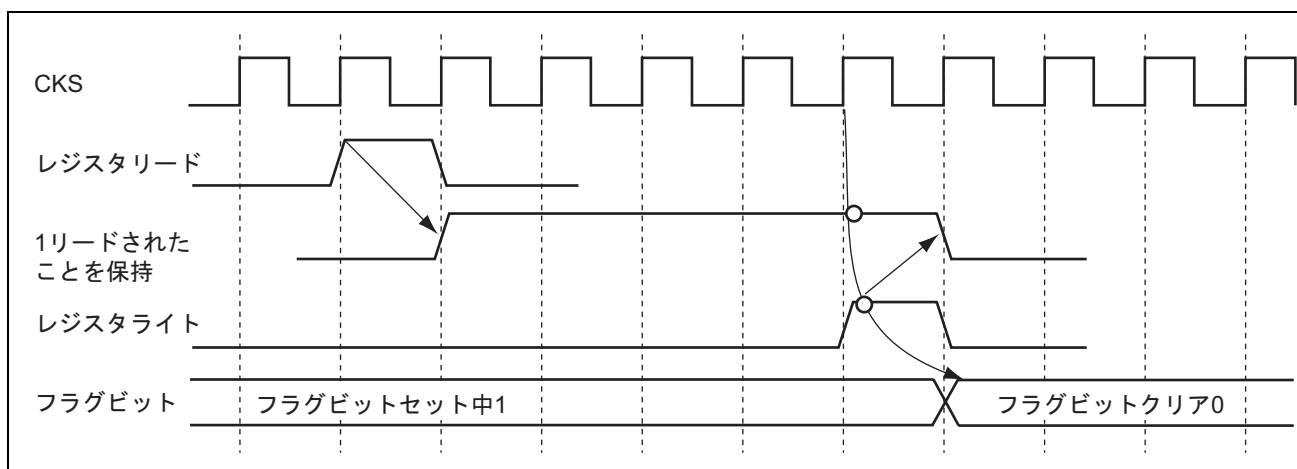 CKS
レジスタリード
1リードされた
ことを保持
レジスタライト
フラグビット
フラグビットセット中1
フラグビットクリア0